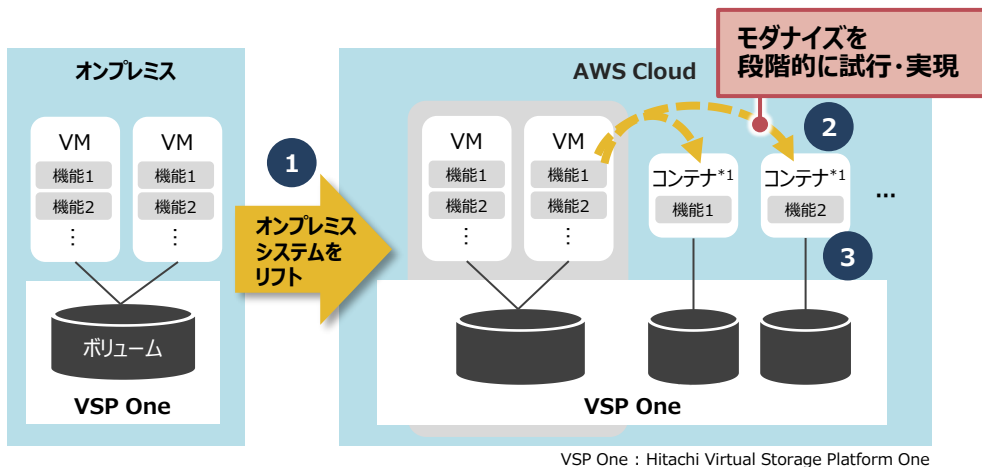 オンプレミス
VM
機能1
機能2
⋮
VM
機能1
機能2
⋮
ボリューム
VSP One
1
オンプレミス
システムを
リフト
AWS Cloud
モダナイズを
段階的に試行・実現
VM
機能1
機能2
⋮
VM
機能1
機能2
⋮
2
コンテナ*1
機能1
コンテナ*1
機能2
…
3
VSP One
VSP One : Hitachi Virtual Storage Platform One